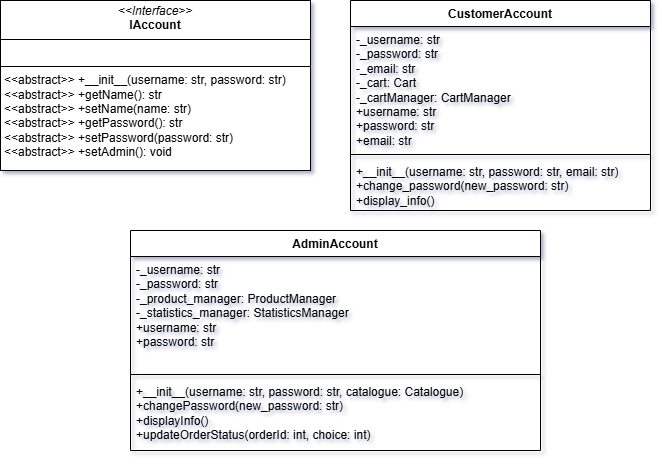 <<Interface>>
IAccount
<<abstract>> +__init__(username: str, password: str)
<<abstract>> +getName(): str
<<abstract>> +setName(name: str)
<<abstract>> +getPassword(): str
<<abstract>> +setPassword(password: str)
<<abstract>> +setAdmin(): void
CustomerAccount
-_username: str
-_password: str
-_email: str
-_cart: Cart
-_cartManager: CartManager
+username: str
+password: str
+email: str
+__init__(username: str, password: str, email: str)
+change_password(new_password: str)
+display_info()
AdminAccount
-_username: str
-_password: str
-_product_manager: ProductManager
-_statistics_manager: StatisticsManager
+username: str
+password: str
+__init__(username: str, password: str, catalogue: Catalogue)
+changePassword(new_password: str)
+displayInfo()
+updateOrderStatus(orderId: int, choice: int)